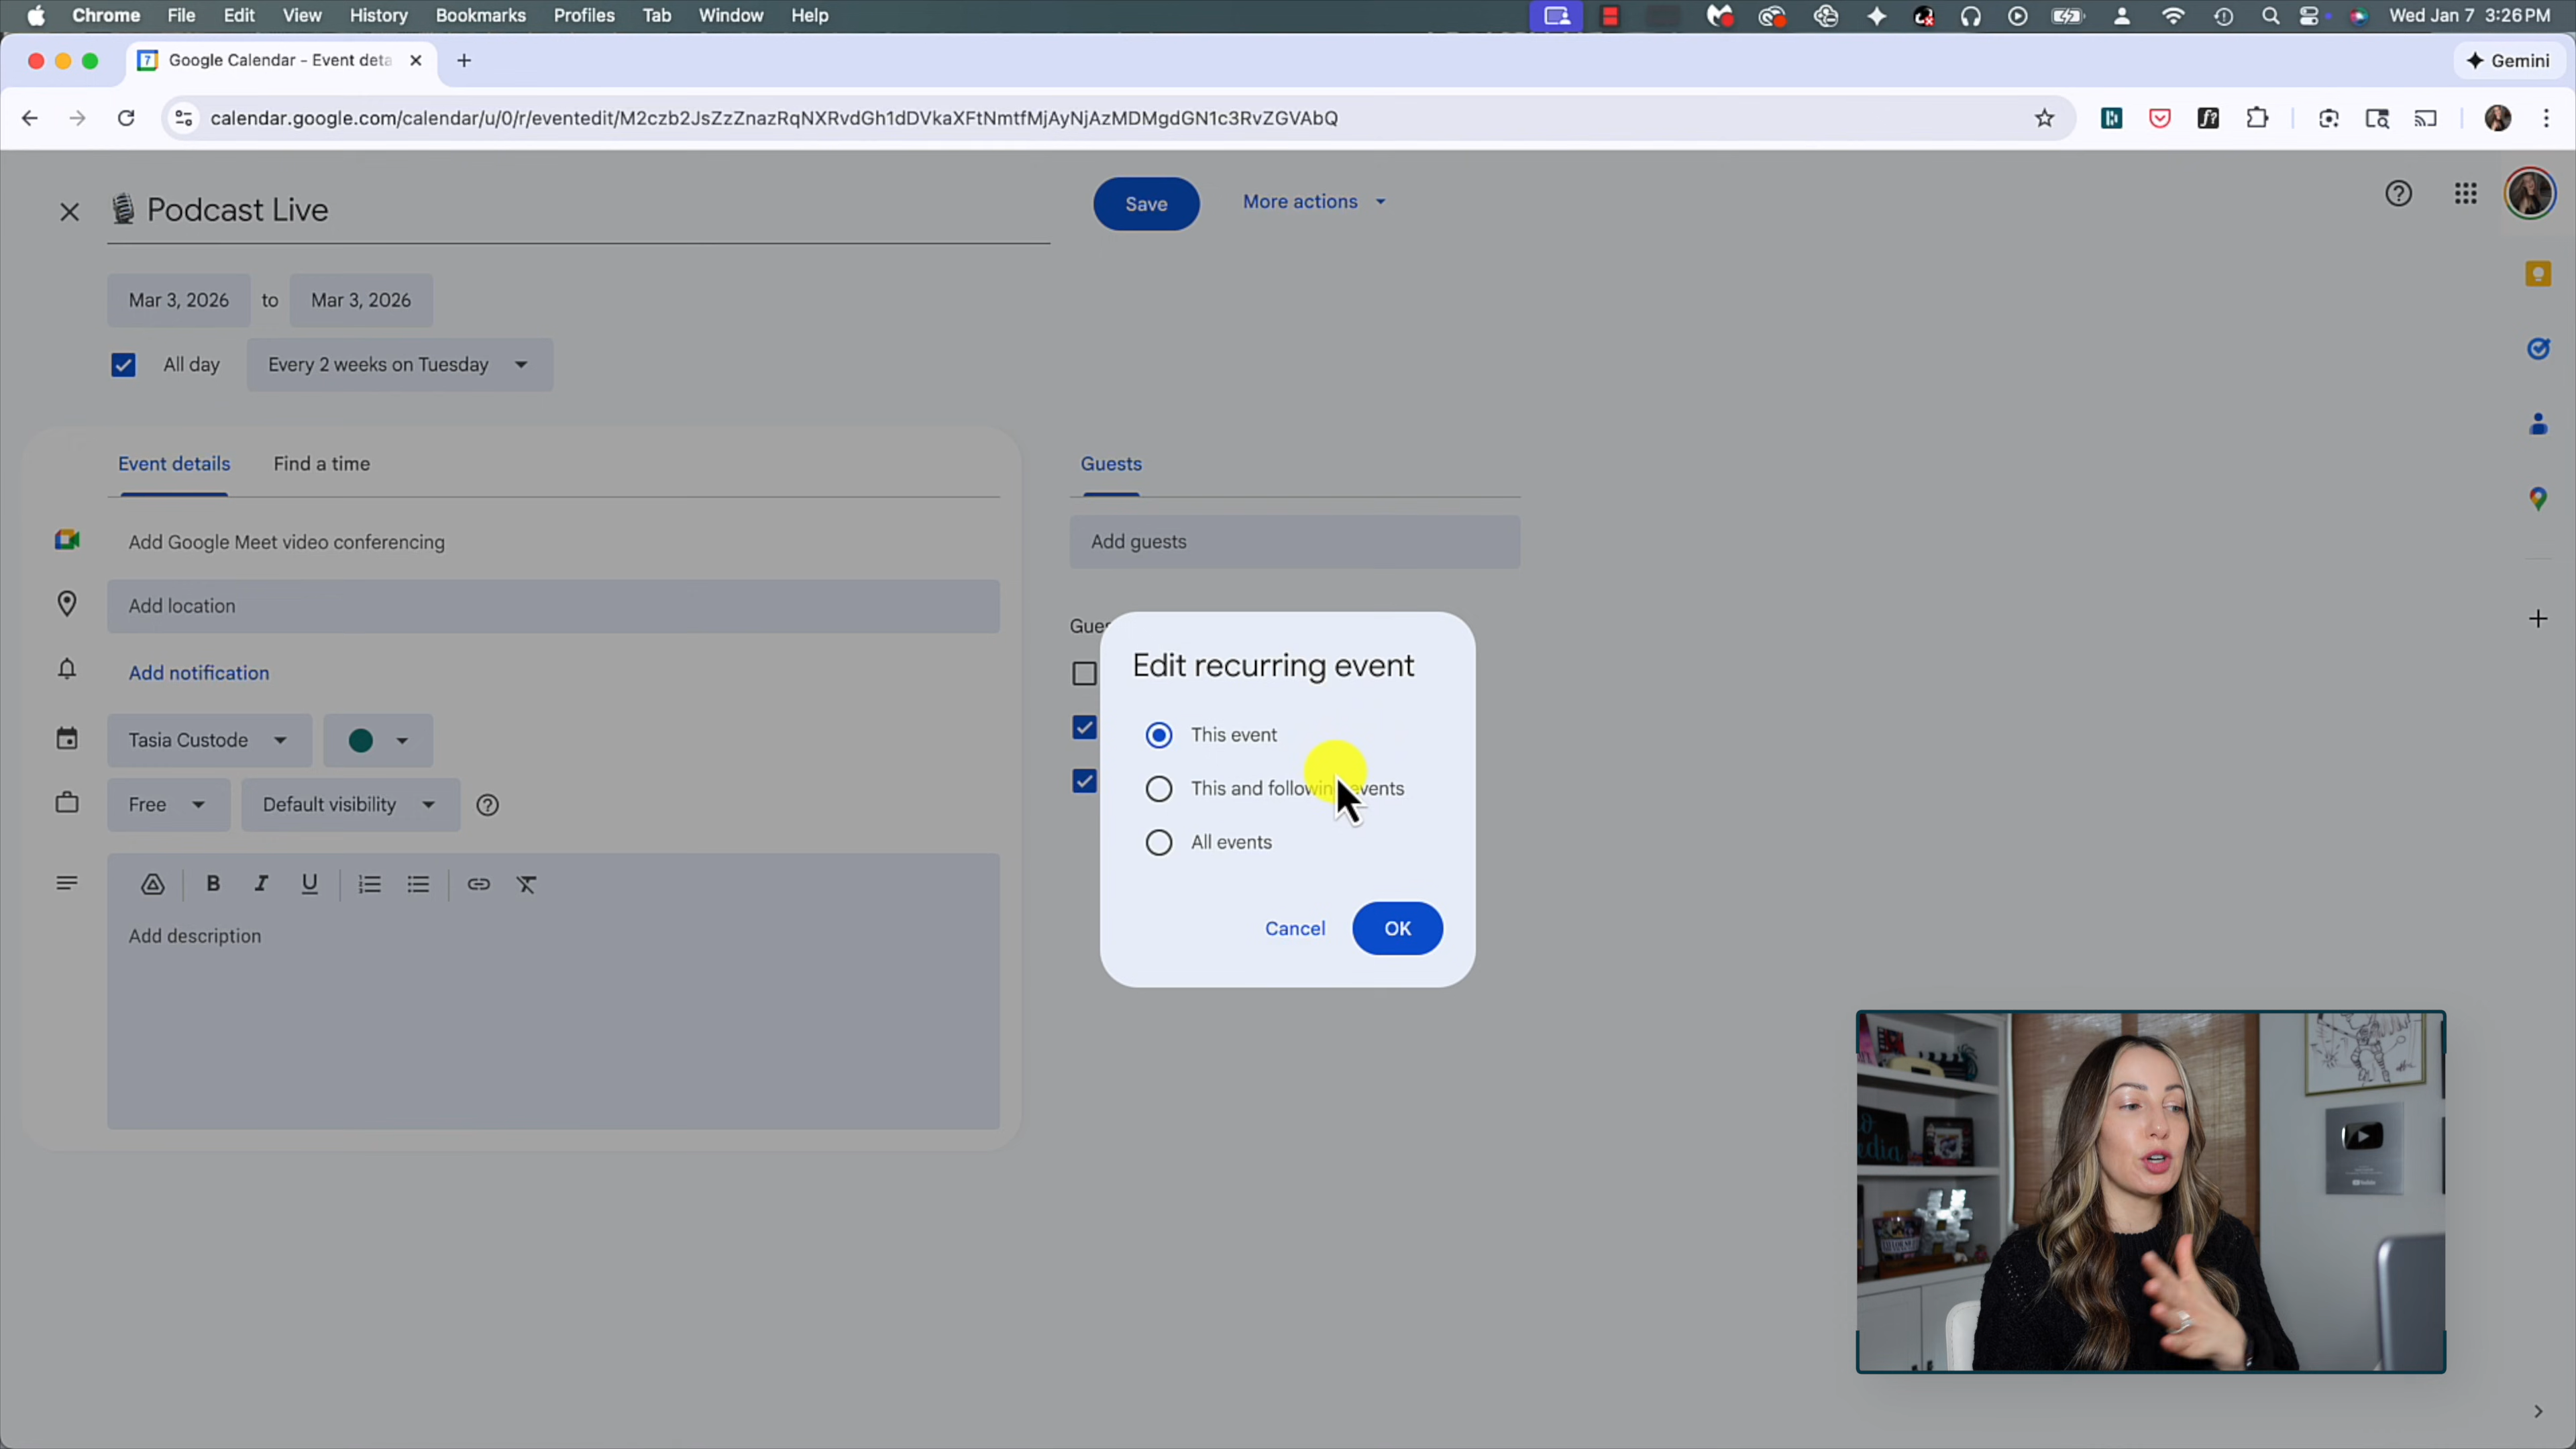 Chrome File Edit View History Bookmarks Profiles Tab Window Help Wed Jan 7 3:26 PM
Google Calendar - Event deta
Gemini
calendar.google.com/calendar/u/0/r/eventedit/M2czb2JsZzZnazRqNXRvdGh1dDVkaXFtNmtfMjAyNjAzMDMgdGN1c3RvZGVAbQ
Podcast Live
Save
More actions
Mar 3, 2026 to Mar 3, 2026
All day
Every 2 weeks on Tuesday
Event details
Find a time
Guests
Add Google Meet video conferencing
Add guests
Add location
Gues
Edit recurring event
Add notification
This event
Tasia Custode
This and following events
Free
Default visibility
All events
B I U
Add description
Cancel
OK